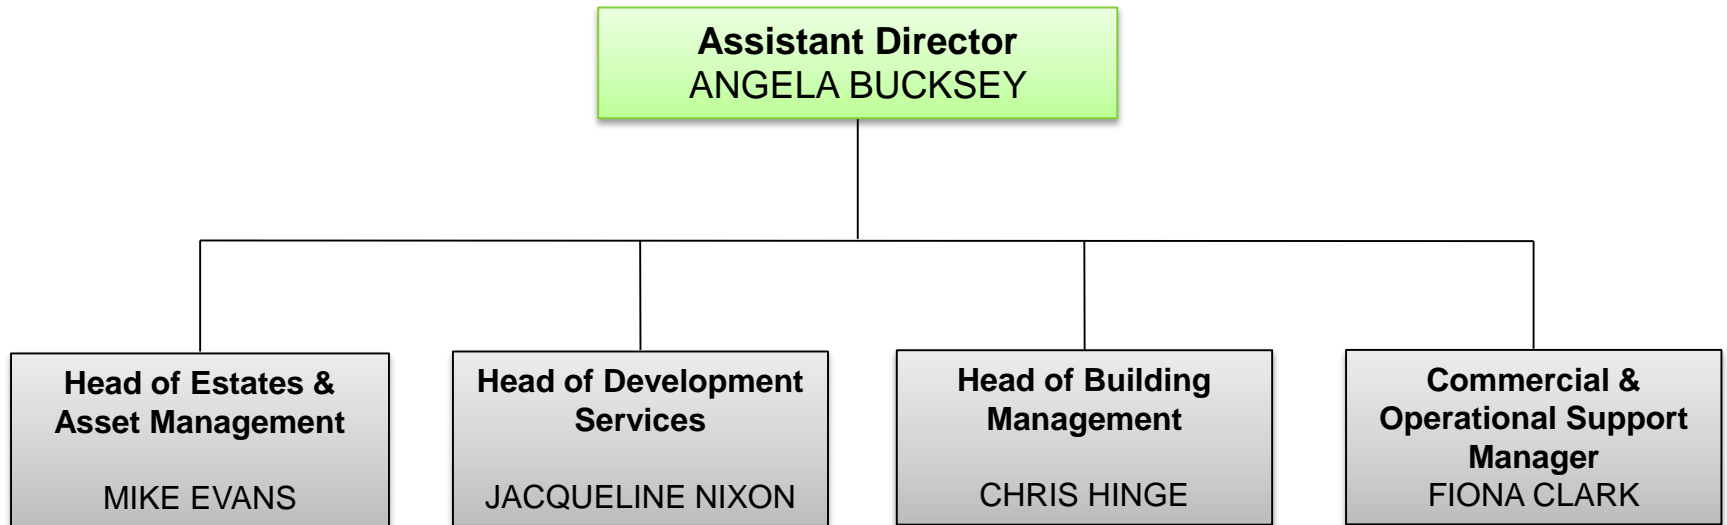 Assistant Director
ANGELA BUCKSEY
Head of Estates &
Asset Management
MIKE EVANS
Head of Development
Services
JACQUELINE NIXON
Head of Building
Management
CHRIS HINGE
Commercial &
Operational Support
Manager
FIONA CLARK